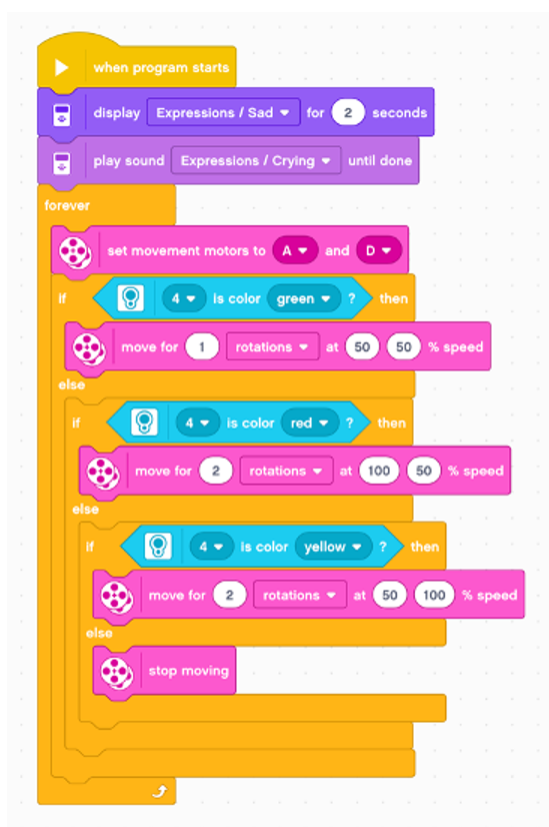 when program starts
display Expressions / Sad for 2 seconds
play sound Expressions / Crying until done
forever
set movement motors to A and D
if 4 is color green ? then
move for 1 rotations at 50 50 % speed
else
if 4 is color red ? then
move for 2 rotations at 100 50 % speed
else
if 4 is color yellow ? then
move for 2 rotations at 50 100 % speed
else
stop moving